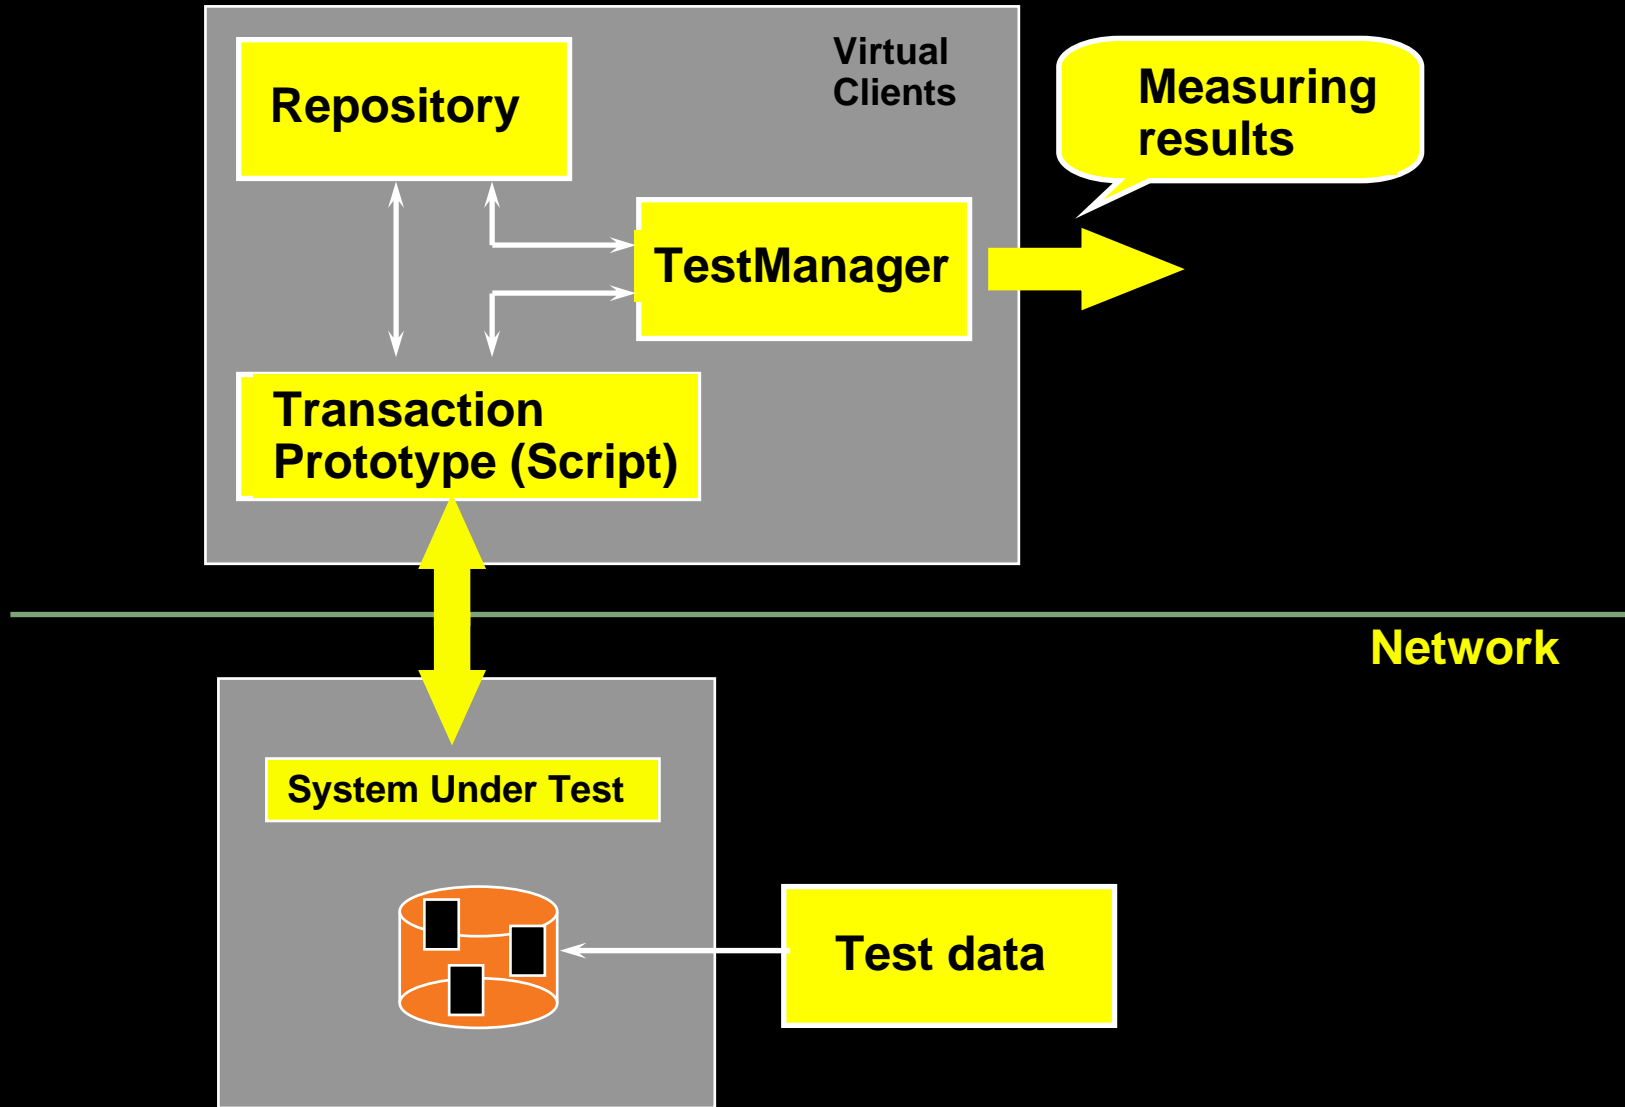 Virtual
Clients
Repository
Measuring
results
TestManager
Transaction
Prototype (Script)
Network
System Under Test
Test data